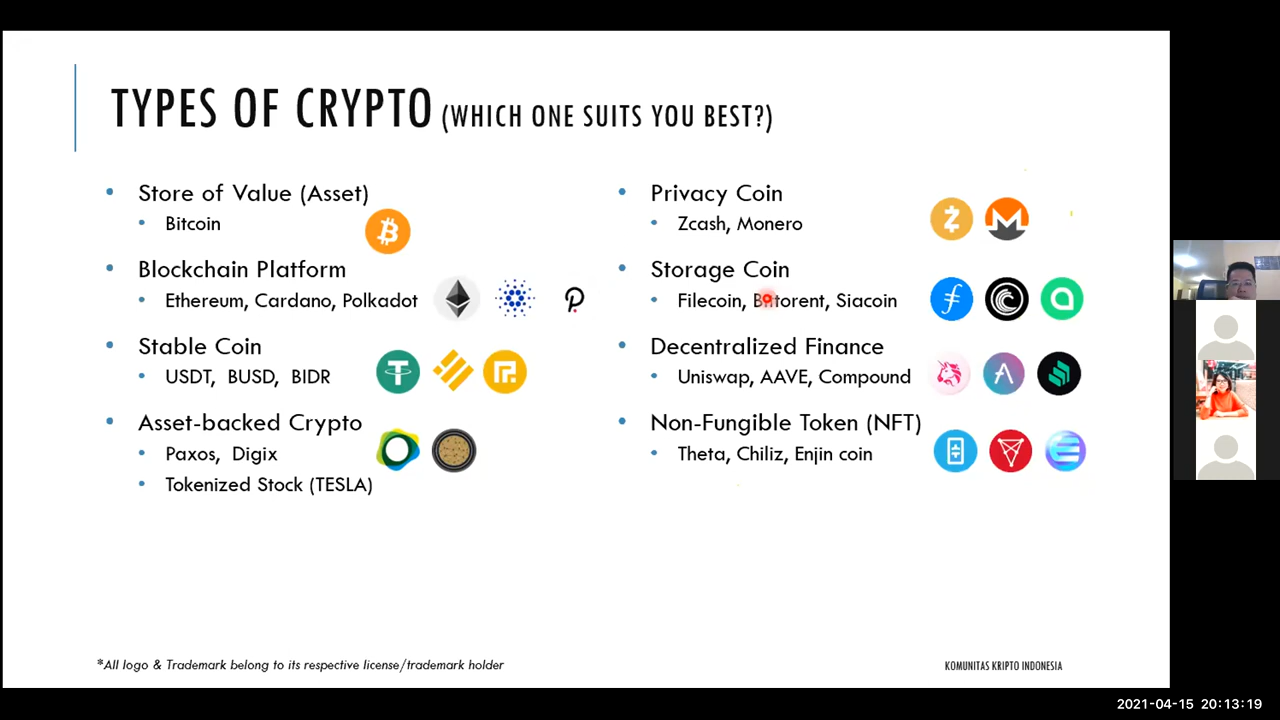 TYPES OF CRYPTO (WHICH ONE SUITS YOU BEST?)
Store of Value (Asset)
Bitcoin
Blockchain Platform
Ethereum, Cardano, Polkadot
Stable Coin
USDT, BUSD, BIDR
Asset-backed Crypto
Paxos, Digix
Tokenized Stock (TESLA)
Privacy Coin
Zcash, Monero
Storage Coin
Filecoin, Bittorent, Siacoin
Decentralized Finance
Uniswap, AAVE, Compound
Non-Fungible Token (NFT)
Theta, Chiliz, Enjin coin
*All logo & Trademark belong to its respective license/trademark holder
KOMUNITAS KRIPTO INDONESIA
2021-04-15 20:13:19